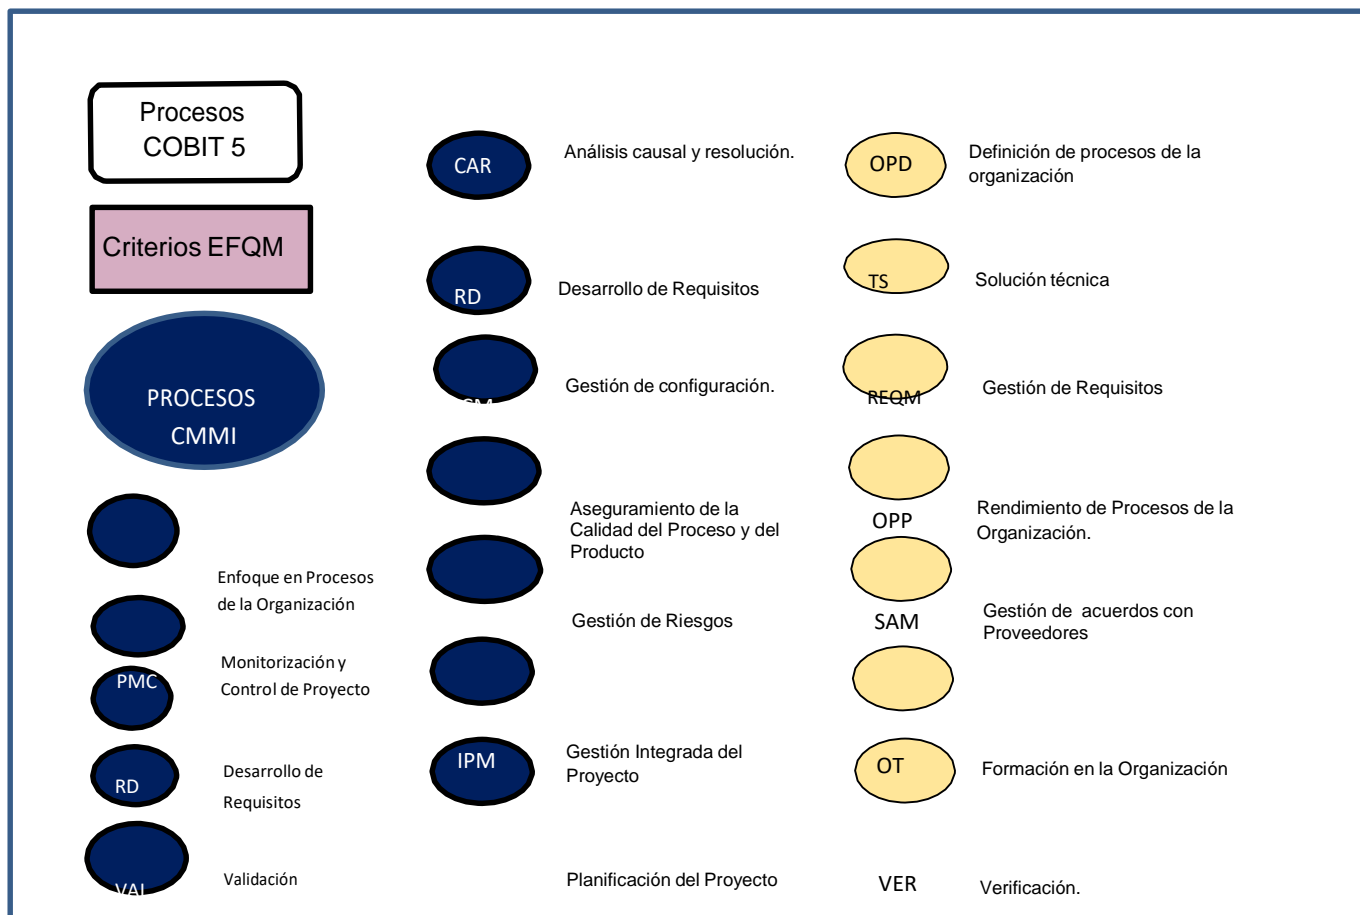 Procesos
COBIT 5
Criterios EFQM
PROCESOS
CMMI
Enfoque en Procesos
de la Organización
Monitorización y
PMC
Control de Proyecto
RD
Desarrollo de
Requisitos
VAL
Validación
CAR
Análisis causal y resolución.
RD
Desarrollo de Requisitos
CM
Gestión de configuración.
Aseguramiento de la
Calidad del Proceso y del
Producto
Gestión de Riesgos
IPM
Gestión Integrada del
Proyecto
Planificación del Proyecto
OPD
Definición de procesos de la
organización
TS
Solución técnica
REQM
Gestión de Requisitos
OPP
Rendimiento de Procesos de la
Organización.
SAM
Gestión de acuerdos con
Proveedores
OT
Formación en la Organización
VER
Verificación.